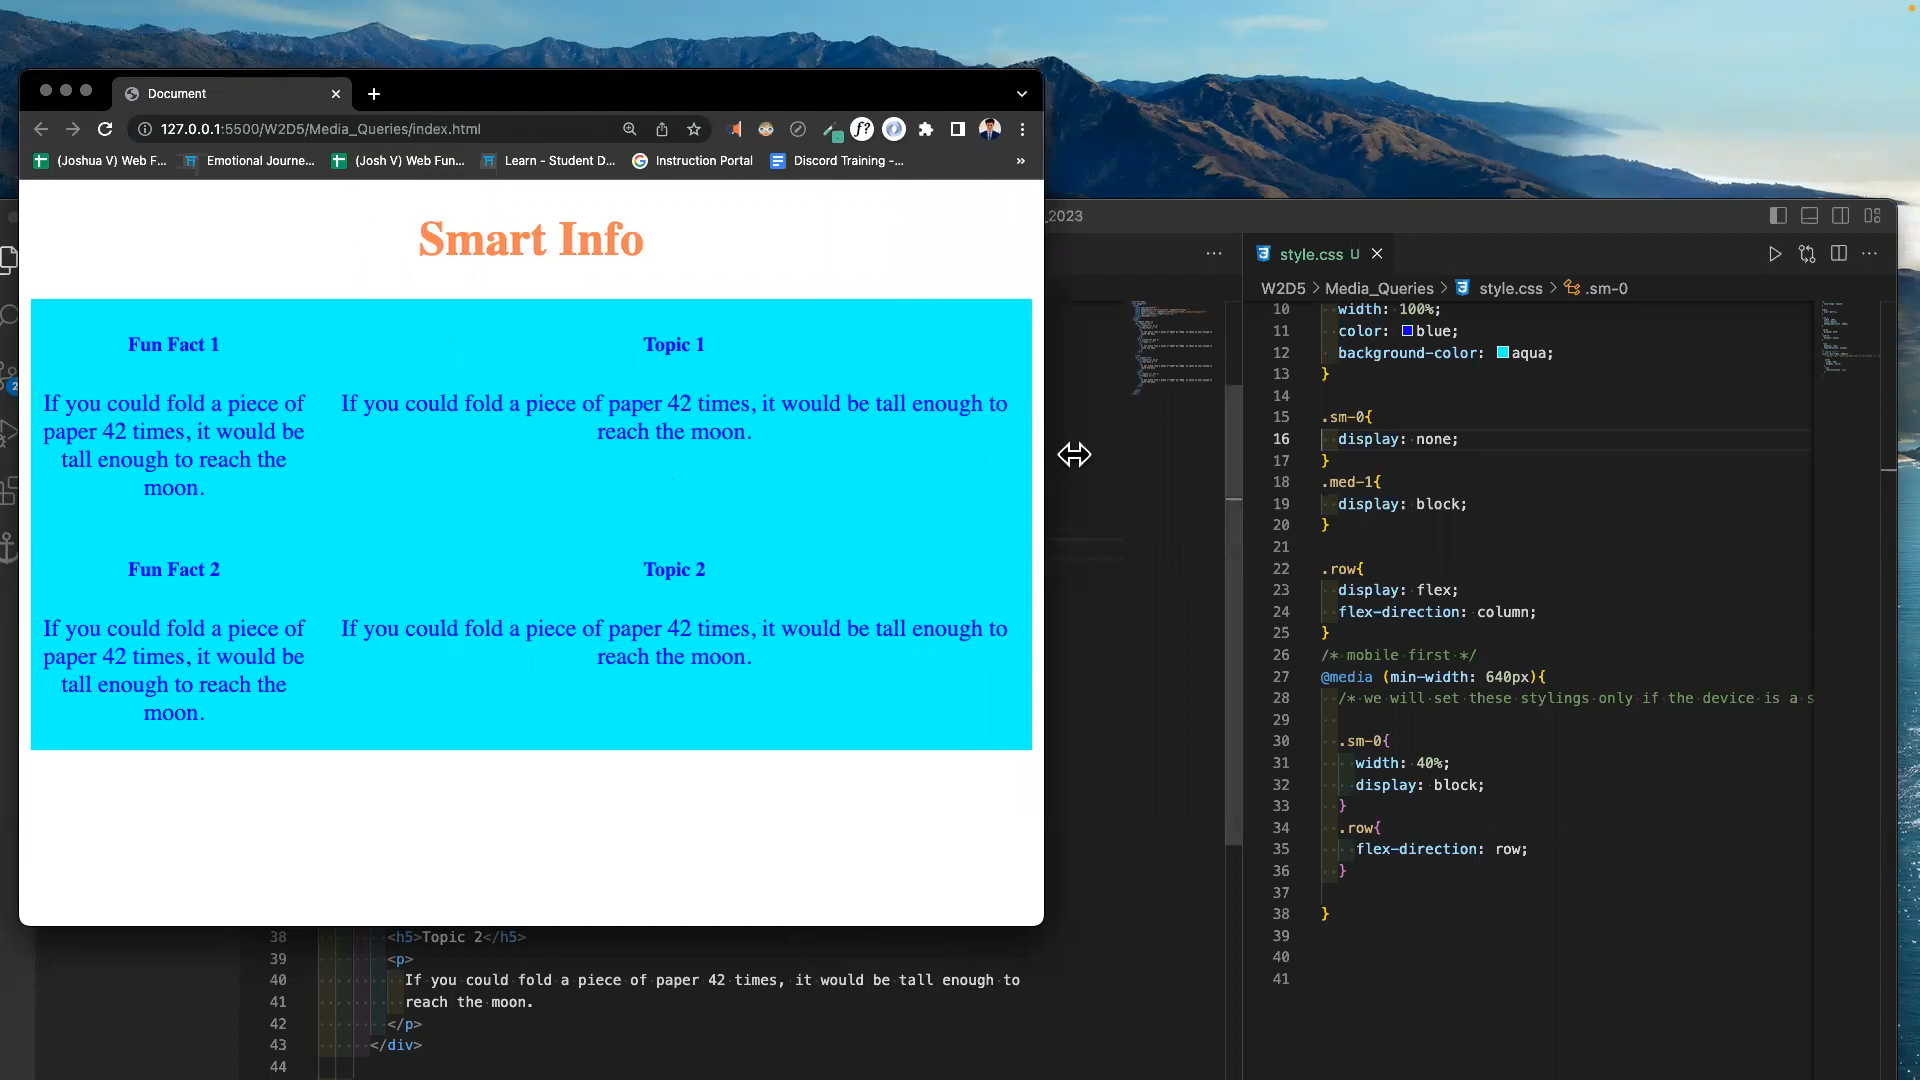 Document
127.0.0.1:5500/W2D5/Media_Queries/index.html
(Joshua V) Web F...
Emotional Journe...
(Josh V) Web Fun...
Learn - Student D...
Instruction Portal
Discord Training -...
»
Smart Info
Fun Fact 1
If you could fold a piece of
paper 42 times, it would be
tall enough to reach the
moon.
Topic 1
If you could fold a piece of paper 42 times, it would be tall enough to
reach the moon.
Fun Fact 2
If you could fold a piece of
paper 42 times, it would be
tall enough to reach the
moon.
Topic 2
If you could fold a piece of paper 42 times, it would be tall enough to
reach the moon.
_2023
style.css U
W2D5 > Media_Queries > style.css > .sm-0
10 width: 100%;
11 color: blue;
12 background-color: aqua;
13 }
14
15 .sm-0{
16 display: none;
17 }
18 .med-1{
19 display: block;
20 }
21
22 .row{
23 display: flex;
24 flex-direction: column;
25 }
26 /* mobile first */
27 @media (min-width: 640px){
28 /* we will set these stylings only if the device is a s
29
30 .sm-0{
31 width: 40%;
32 display: block;
33 }
34 .row{
35 flex-direction: row;
36 }
37
38 }
39
40
41
38 <h5>Topic 2</h5>
39 <p>
40 If you could fold a piece of paper 42 times, it would be tall enough to
41 reach the moon.
42 </p>
43 </div>
44